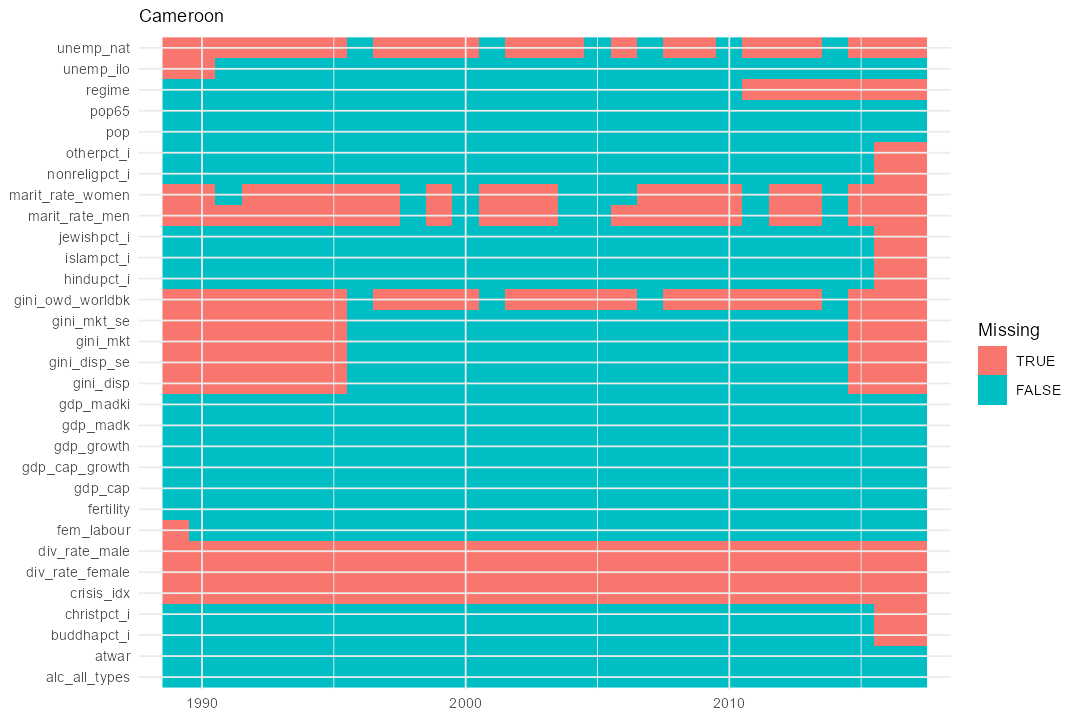 Cameroon
unemp_nat
unemp_ilo
regime
pop65
pop
otherpct_i
nonreligpct_i
marit_rate_women
marit_rate_men
jewishpct_i
islampct_i
hindupct_i
gini_owd_worldbk
gini_mkt_se
gini_mkt
gini_disp_se
gini_disp
gdp_madki
gdp_madk
gdp_growth
gdp_cap_growth
gdp_cap
fertility
fem_labour
div_rate_male
div_rate_female
crisis_idx
christpct_i
buddhapct_i
atwar
alc_all_types
1990 2000 2010
Missing
TRUE
FALSE